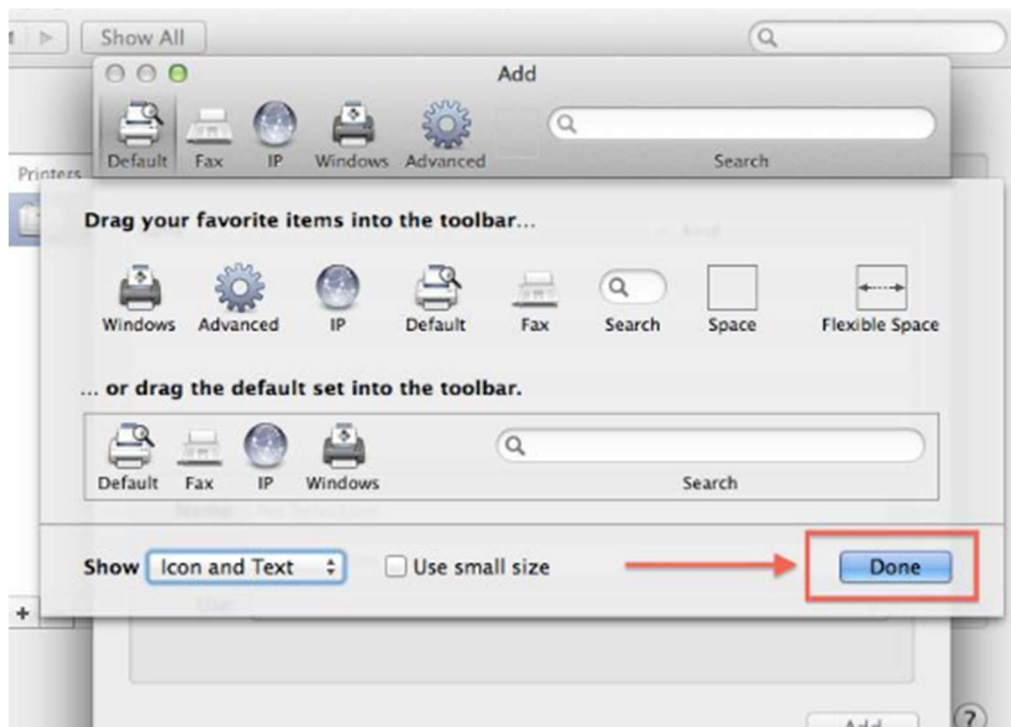 Show All
Add
Default Fax IP Windows Advanced Search
Printers
Drag your favorite items into the toolbar...
Windows Advanced IP Default Fax Search Space Flexible Space
... or drag the default set into the toolbar.
Default Fax IP Windows Search
Show Icon and Text Use small size Done
+
Add ?